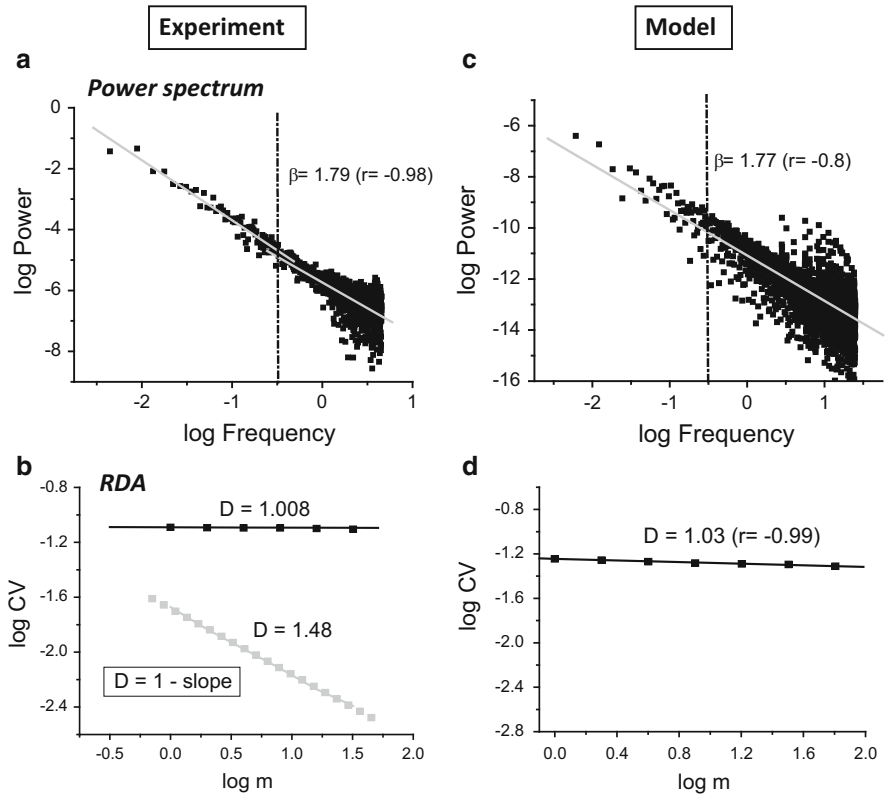 Experiment
Model
a
Power spectrum
0
-2
-4
-6
-8
log Power
β= 1.79 (r= -0.98)
-2
-1
0
1
log Frequency
c
-6
-8
-10
-12
-14
-16
log Power
β= 1.77 (r= -0.8)
-2
-1
0
1
log Frequency
b
RDA
-0.8
-1.2
-1.6
-2.0
-2.4
log CV
D = 1.008
D = 1.48
D = 1 - slope
-0.5
0.0
0.5
1.0
1.5
2.0
log m
d
-0.8
-1.2
-1.6
-2.0
-2.4
-2.8
log CV
D = 1.03 (r= -0.99)
0.0
0.4
0.8
1.2
1.6
2.0
log m